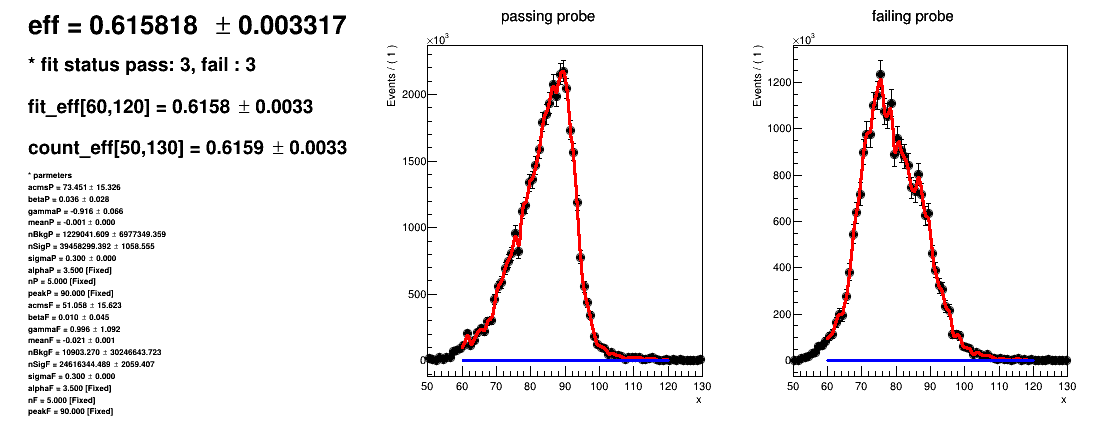 eff = 0.615818 ± 0.003317
* fit status pass: 3, fail : 3
fit_eff[60,120] = 0.6158 ± 0.0033
count_eff[50,130] = 0.6159 ± 0.0033
* parmeters
acmsP = 73.451 ± 15.326
betaP = 0.036 ± 0.028
gammaP = -0.916 ± 0.066
meanP = -0.001 ± 0.000
nBkgP = 1229041.609 ± 6977349.359
nSigP = 39458299.392 ± 1058.555
sigmaP = 0.300 ± 0.000
alphaP = 3.500 [Fixed]
nP = 5.000 [Fixed]
peakP = 90.000 [Fixed]
acmsF = 51.058 ± 15.623
betaF = 0.010 ± 0.045
gammaF = 0.996 ± 1.092
meanF = -0.021 ± 0.001
nBkgF = 10903.270 ± 30246643.723
nSigF = 24616344.489 ± 2059.407
sigmaF = 0.300 ± 0.000
alphaF = 3.500 [Fixed]
nF = 5.000 [Fixed]
peakF = 90.000 [Fixed]
passing probe
×10³
Events / ( 1 )
2000
1500
1000
500
0
50 60 70 80 90 100 110 120 130
x
failing probe
×10³
Events / ( 1 )
1200
1000
800
600
400
200
0
50 60 70 80 90 100 110 120 130
x